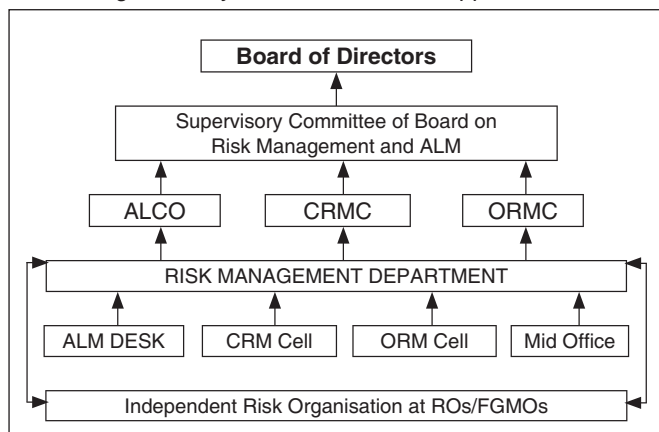 Board of Directors
Supervisory Committee of Board on
Risk Management and ALM
ALCO CRMC ORMC
RISK MANAGEMENT DEPARTMENT
ALM DESK CRM Cell ORM Cell Mid Office
Independent Risk Organisation at ROs/FGMOs